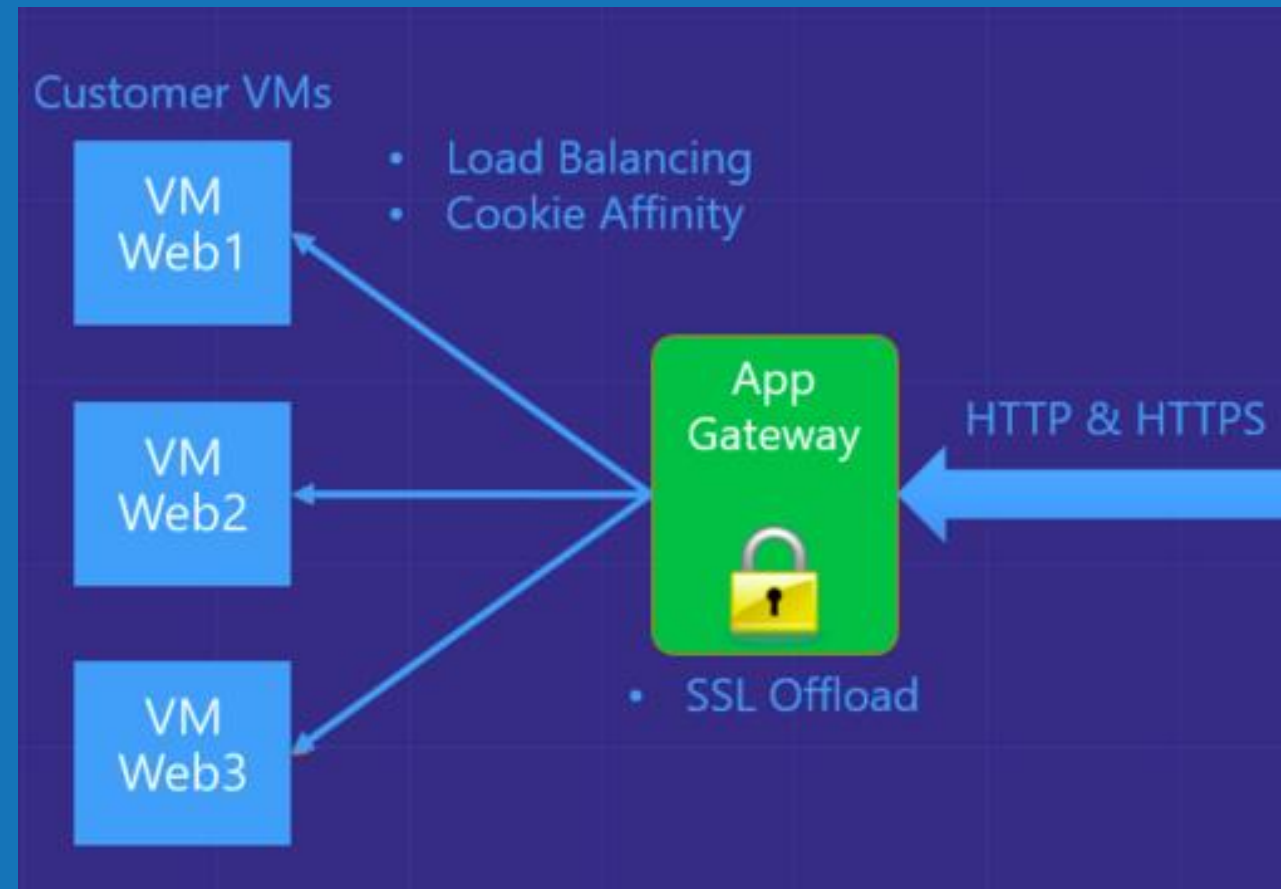 Customer VMs
VM
Web1
• Load Balancing
• Cookie Affinity
App
Gateway
HTTP & HTTPS
VM
Web2
• SSL Offload
VM
Web3